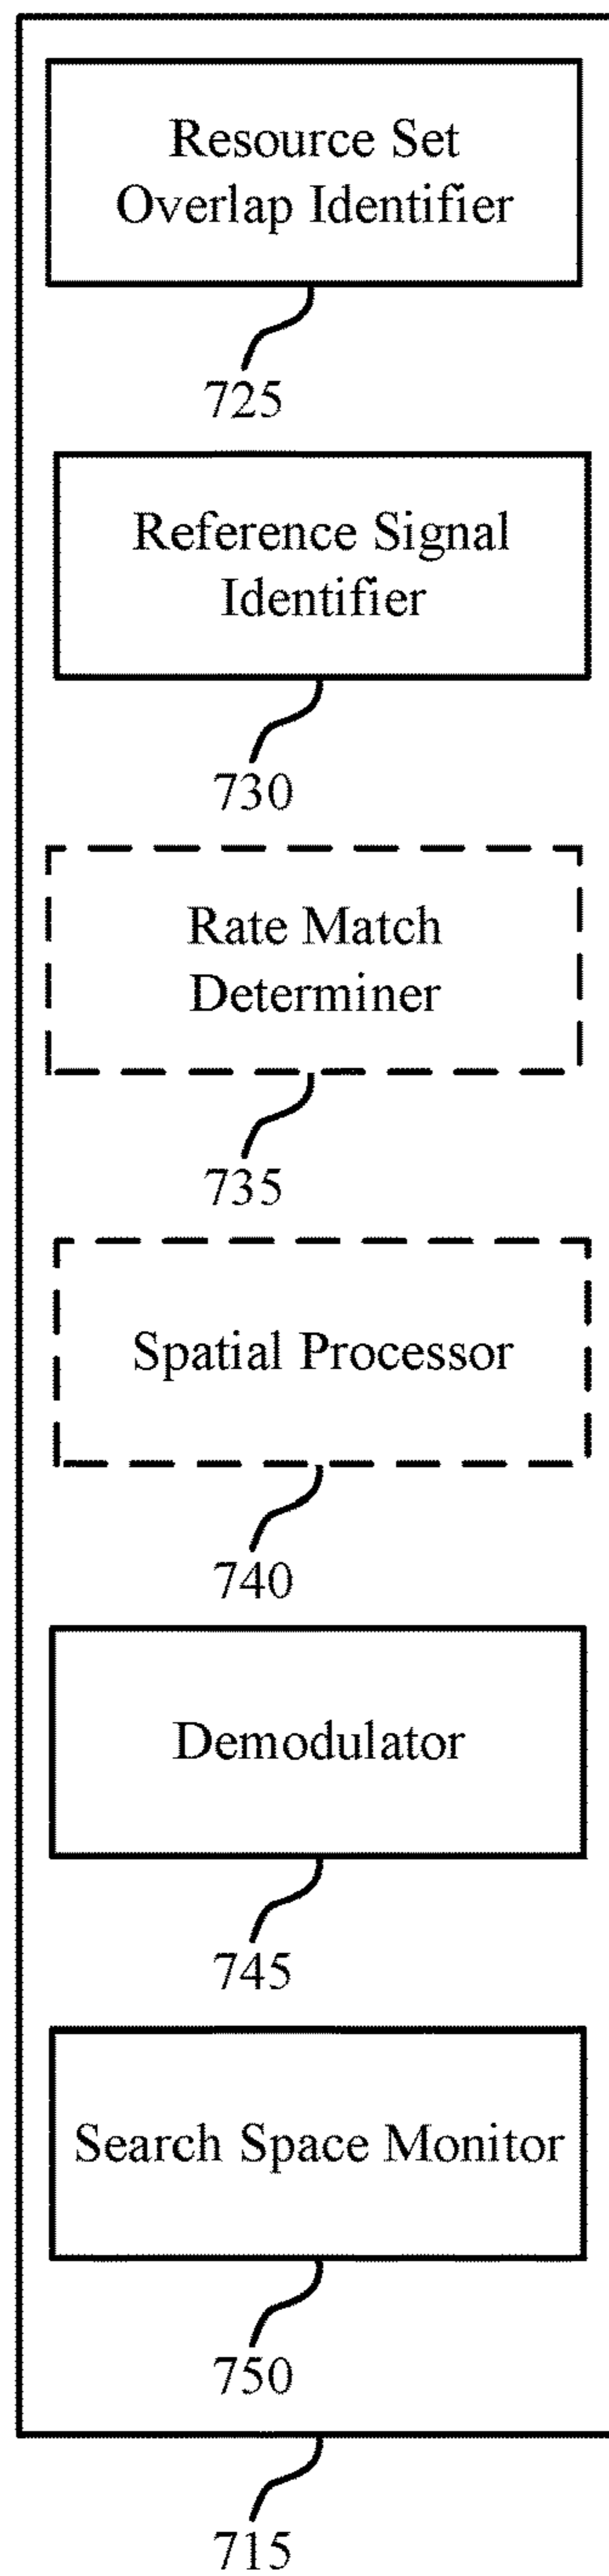 Resource Set
Overlap Identifier
725
Reference Signal
Identifier
730
Rate Match
Determiner
735
Spatial Processor
740
Demodulator
745
Search Space Monitor
750
715